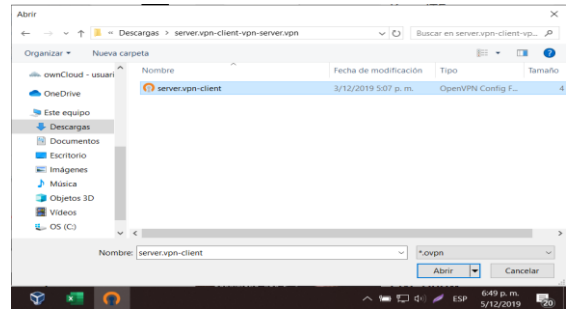 Abrir
« Descargas > server.vpn-client-vpn-server.vpn
Buscar en server.vpn-client-vp...
Organizar
Nueva carpeta
ownCloud - usuari
OneDrive
Este equipo
Descargas
Documentos
Escritorio
Imágenes
Música
Objetos 3D
Vídeos
OS (C:)
Nombre Fecha de modificación Tipo Tamaño
server.vpn-client 3/12/2019 5:07 p. m. OpenVPN Config F... 4
Nombre: server.vpn-client *.ovpn
Abrir Cancelar
ESP 6:49 p. m.
5/12/2019 20